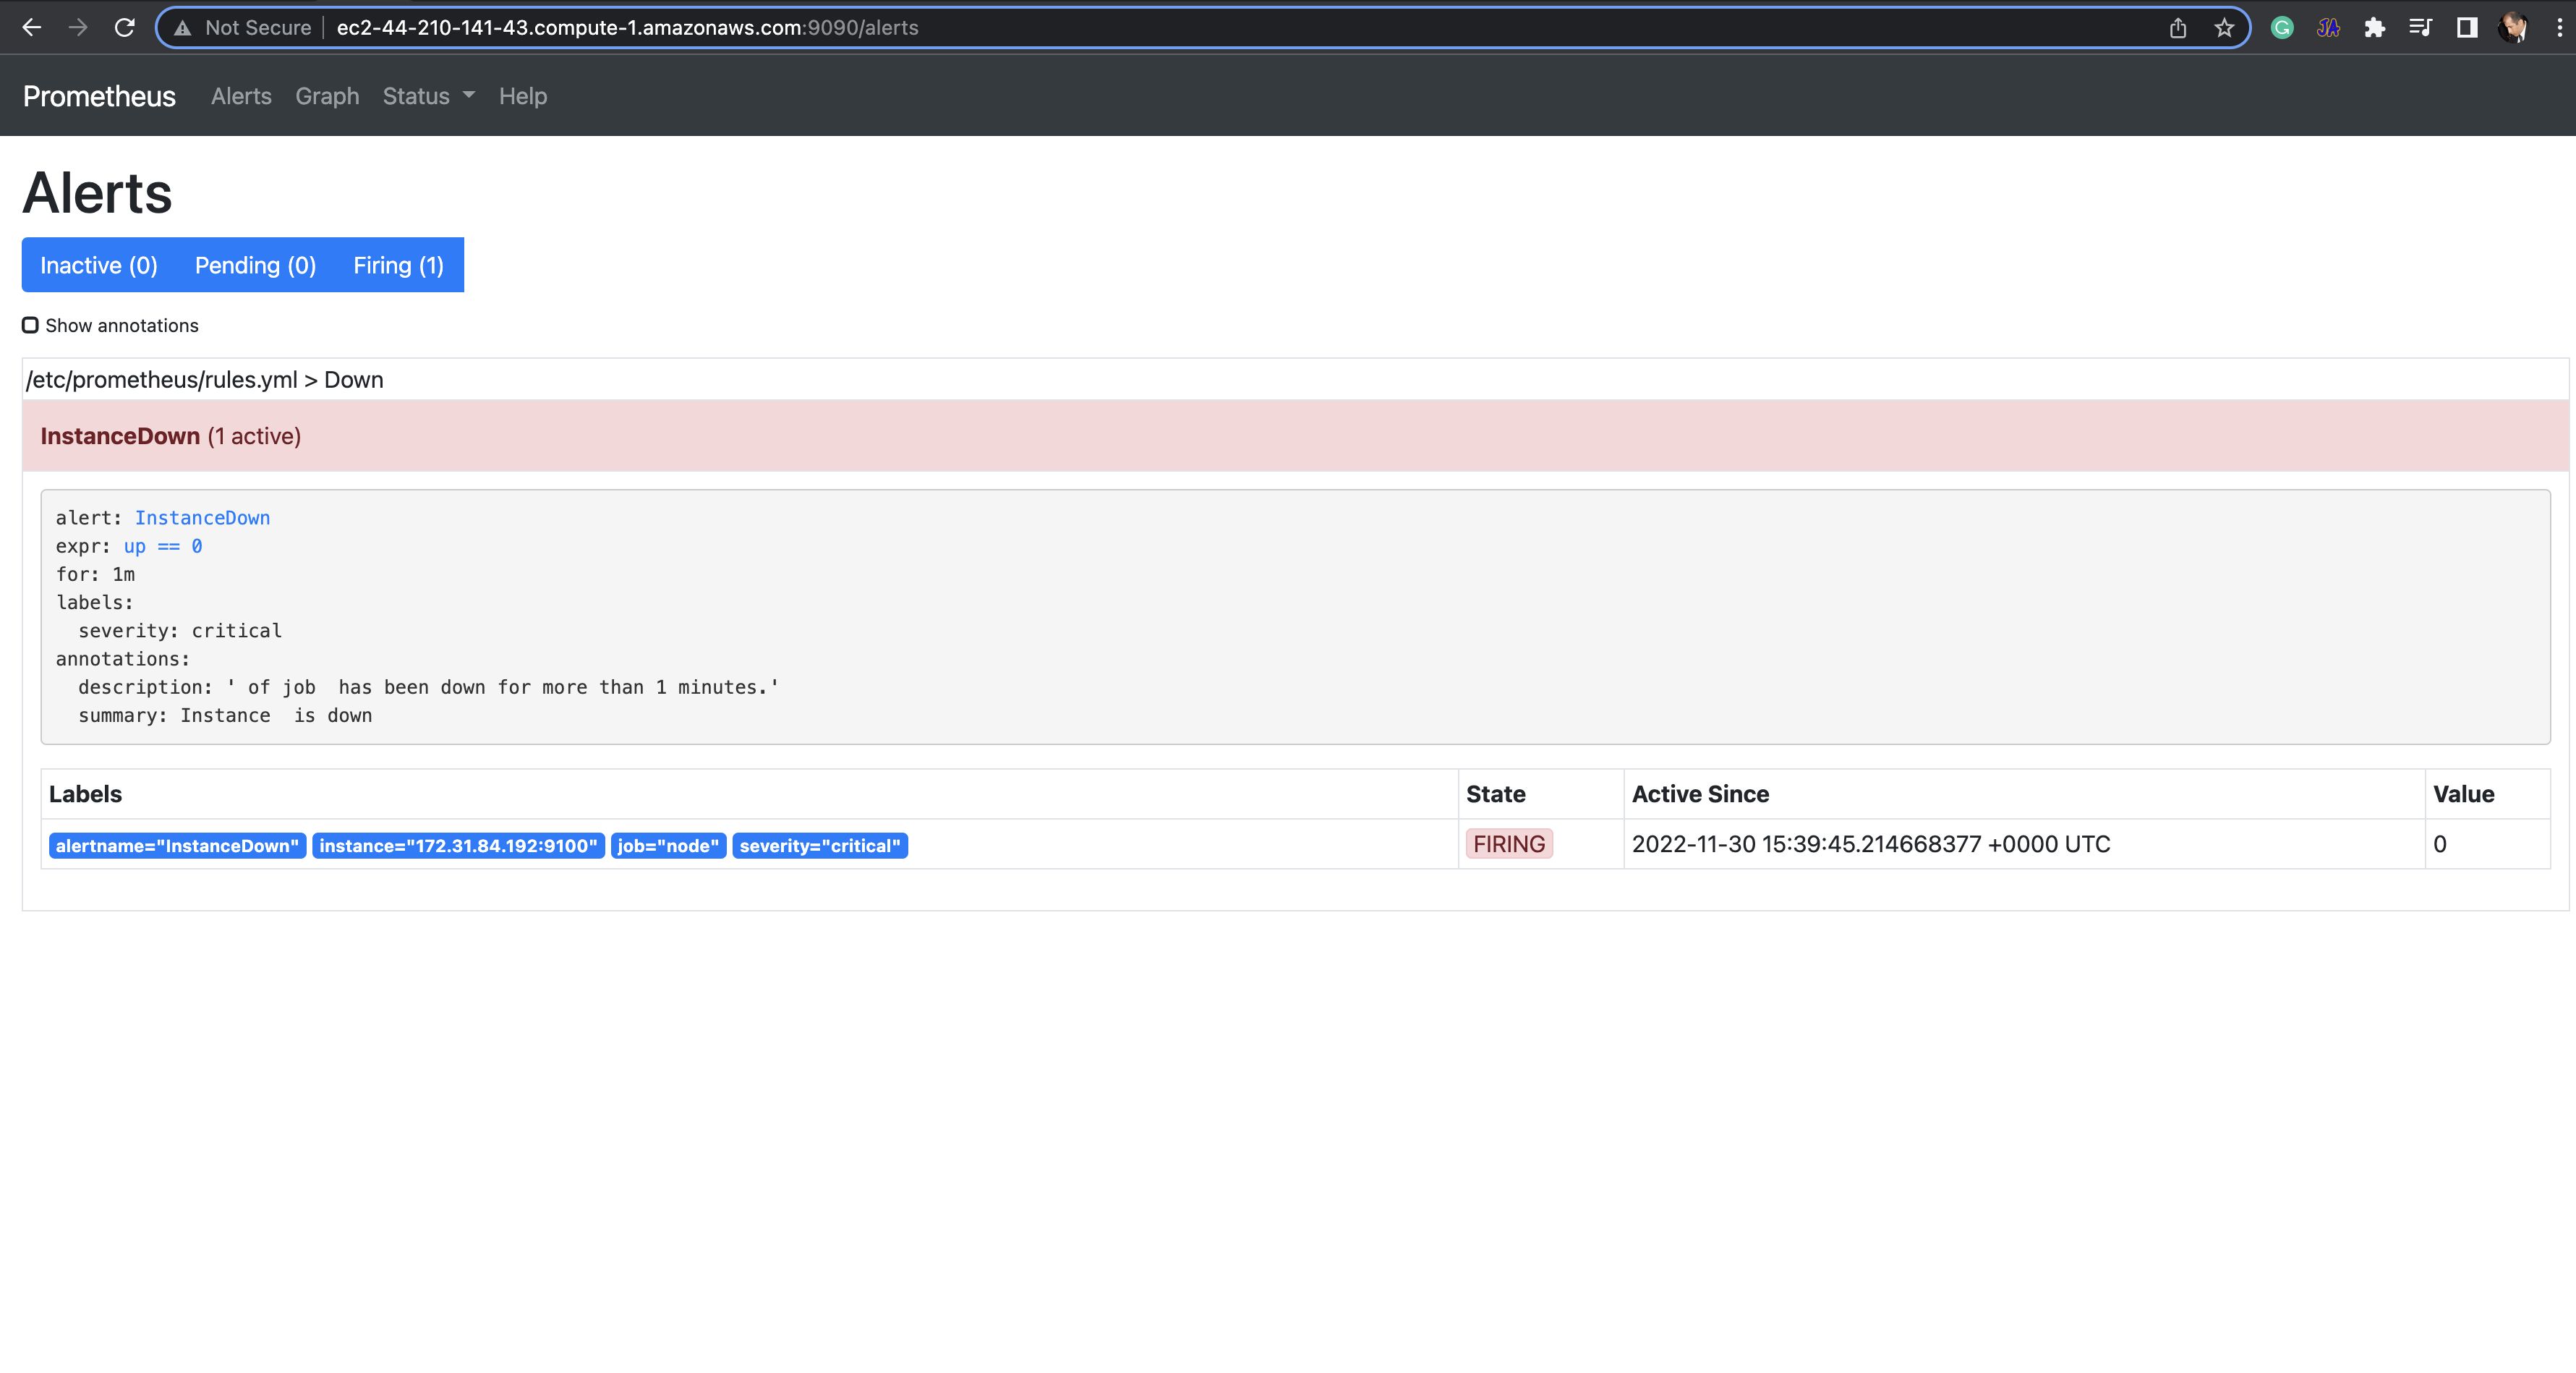 Not Secure ec2-44-210-141-43.compute-1.amazonaws.com:9090/alerts
Prometheus Alerts Graph Status Help
Alerts
Inactive (0) Pending (0) Firing (1)
Show annotations
/etc/prometheus/rules.yml > Down
InstanceDown (1 active)
alert: InstanceDown
expr: up == 0
for: 1m
labels:
  severity: critical
annotations:
  description: ' of job  has been down for more than 1 minutes.'
  summary: Instance  is down
Labels State Active Since Value
alertname="InstanceDown" instance="172.31.84.192:9100" job="node" severity="critical" FIRING 2022-11-30 15:39:45.214668377 +0000 UTC 0